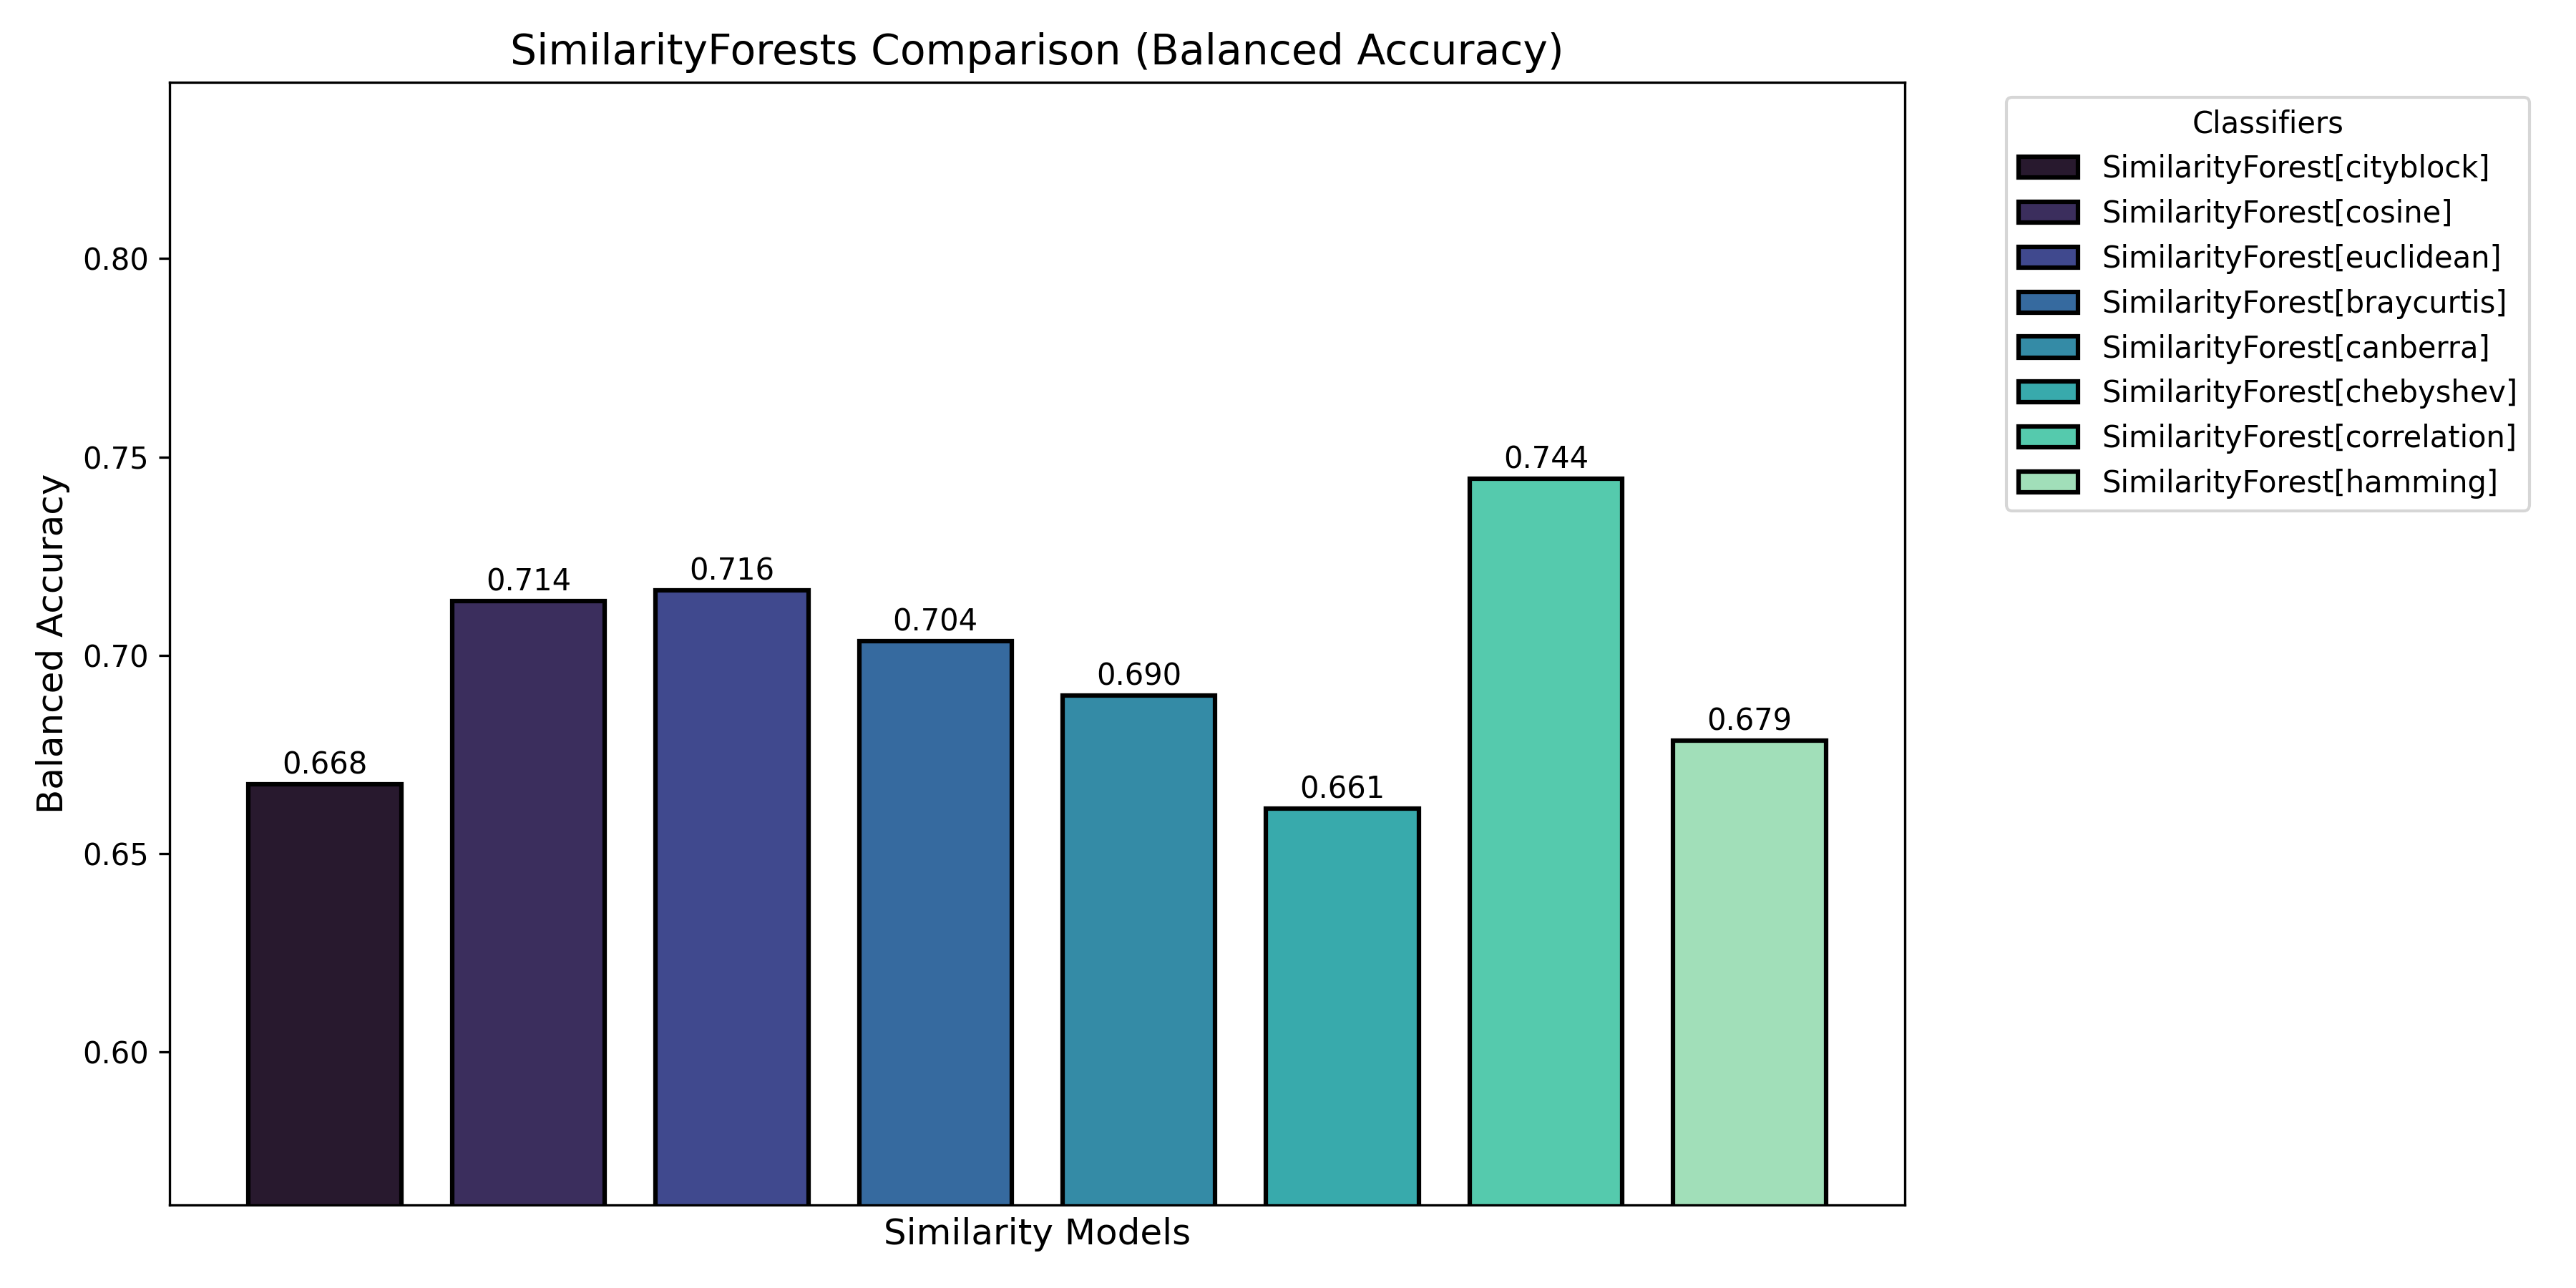 SimilarityForests Comparison (Balanced Accuracy)
Balanced Accuracy
0.80
0.75
0.70
0.65
0.60
0.668
0.714
0.716
0.704
0.690
0.661
0.744
0.679
Similarity Models
Classifiers
SimilarityForest[cityblock]
SimilarityForest[cosine]
SimilarityForest[euclidean]
SimilarityForest[braycurtis]
SimilarityForest[canberra]
SimilarityForest[chebyshev]
SimilarityForest[correlation]
SimilarityForest[hamming]